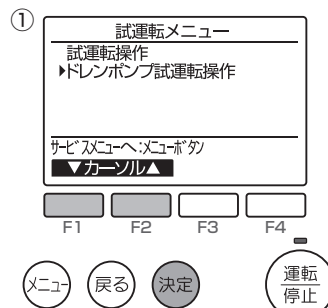 ①
試運転メニュー
試運転操作
▶ドレンポンプ試運転操作
サービスメニューへ:メニューボタン
▼カーソル▲
F1 F2 F3 F4
メニュー 戻る 決定 運転
停止